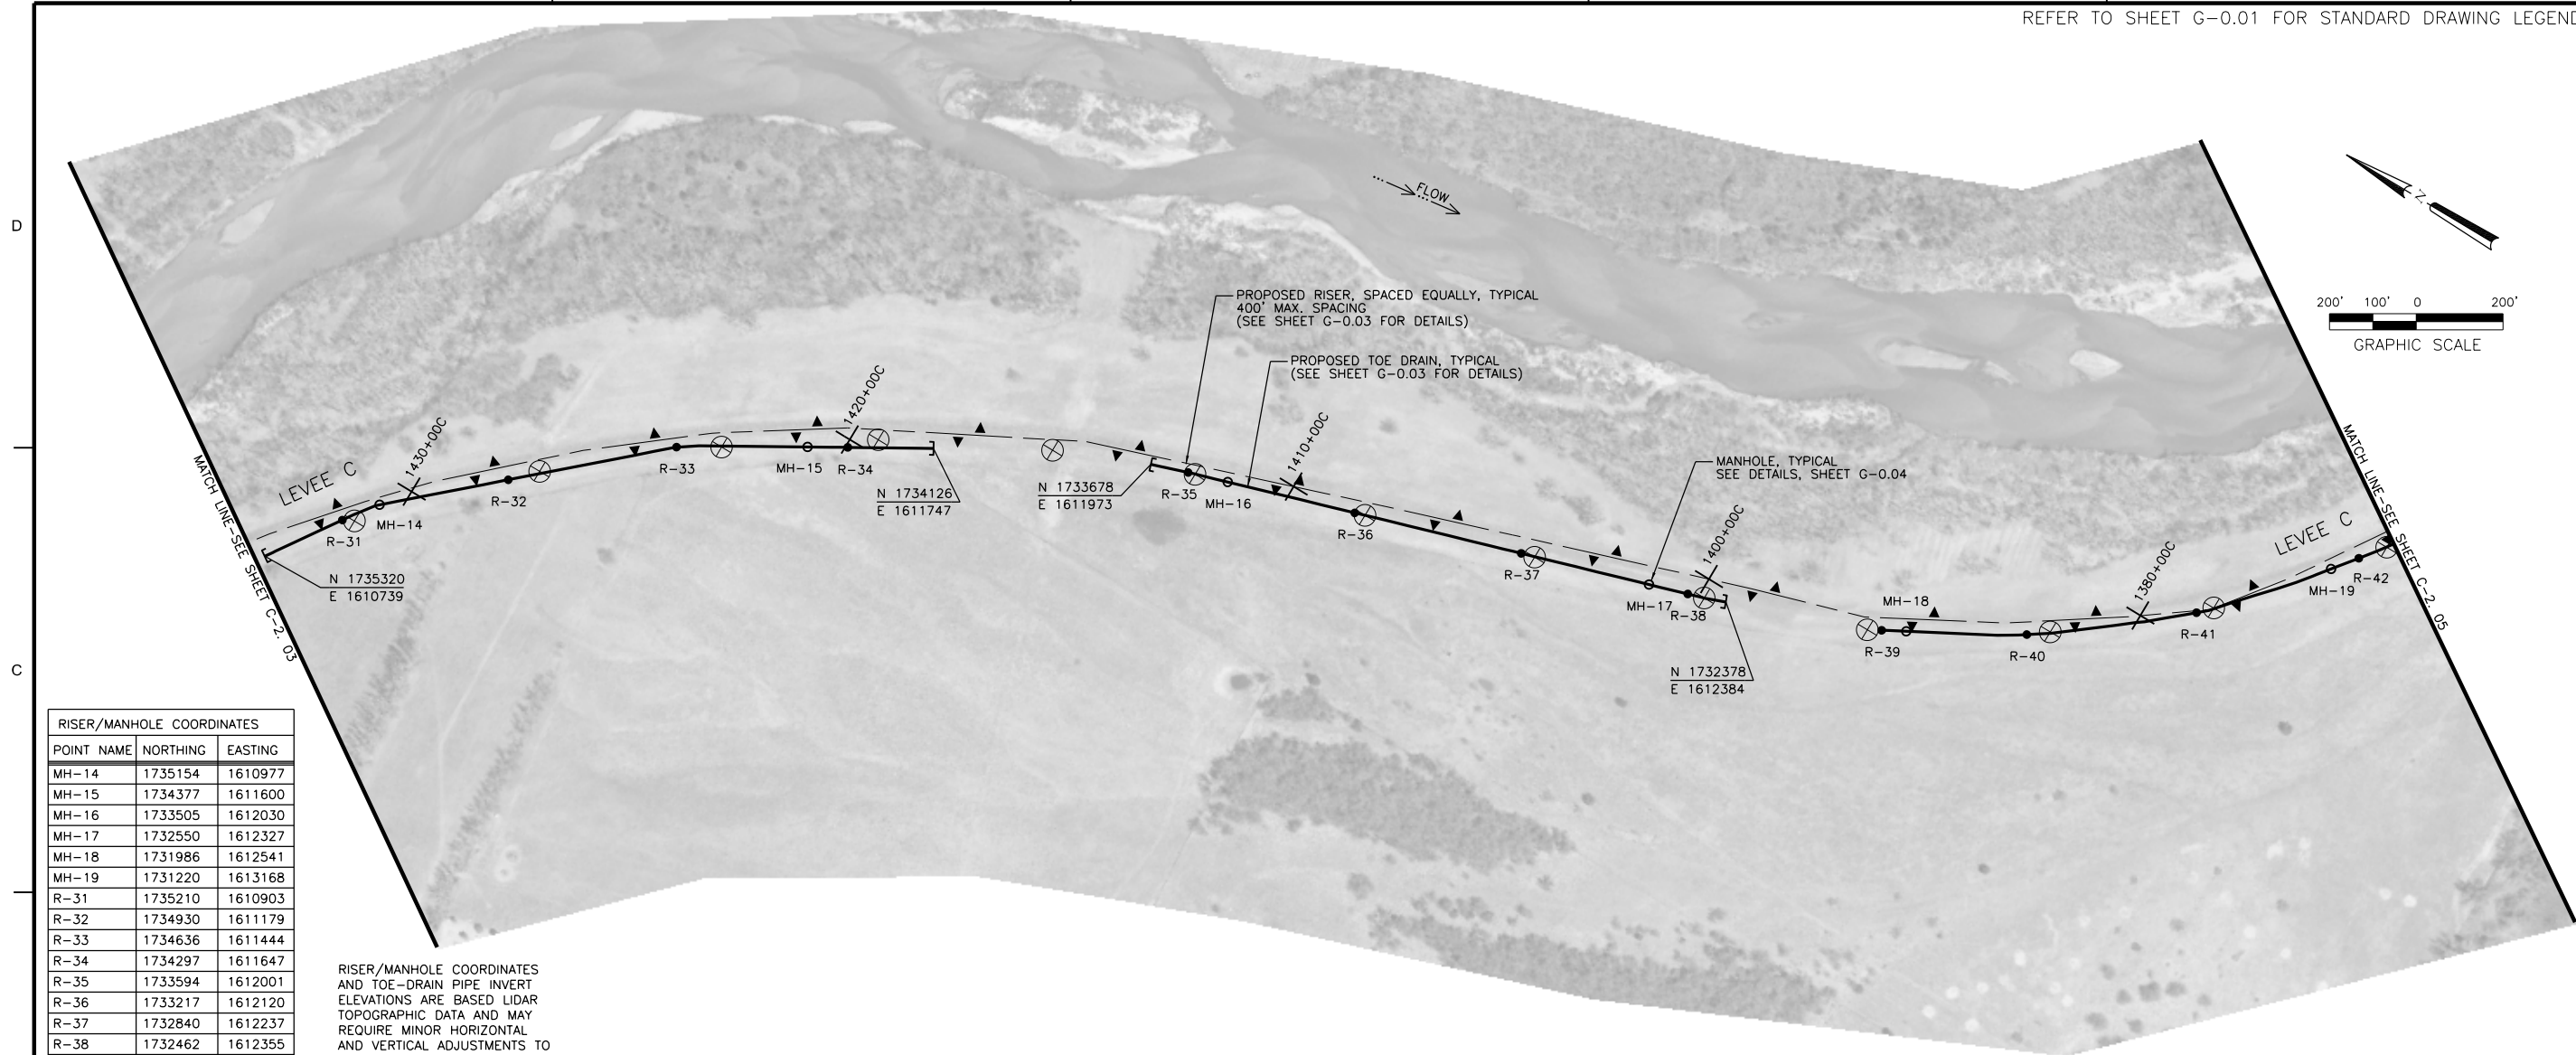 REFER TO SHEET G-0.01 FOR STANDARD DRAWING LEGEND
D
FLOW
N
200' 100' 0 200'
GRAPHIC SCALE
PROPOSED RISER, SPACED EQUALLY, TYPICAL
400' MAX. SPACING
(SEE SHEET G-0.03 FOR DETAILS)
PROPOSED TOE DRAIN, TYPICAL
(SEE SHEET G-0.03 FOR DETAILS)
MANHOLE, TYPICAL
SEE DETAILS, SHEET G-0.04
MATCH LINE-SEE SHEET C-2. 03
LEVEE C
1430+00C
1420+00C
1410+00C
1400+00C
1380+00C
LEVEE C
MATCH LINE-SEE SHEET C-2. 05
R-31
MH-14
R-32
R-33
MH-15
R-34
R-35
MH-16
R-36
R-37
MH-17
R-38
MH-18
R-39
R-40
R-41
MH-19
R-42
N 1735320
E 1610739
N 1734126
E 1611747
N 1733678
E 1611973
N 1732378
E 1612384
C
RISER/MANHOLE COORDINATES
POINT NAME NORTHING EASTING
MH-14 1735154 1610977
MH-15 1734377 1611600
MH-16 1733505 1612030
MH-17 1732550 1612327
MH-18 1731986 1612541
MH-19 1731220 1613168
R-31 1735210 1610903
R-32 1734930 1611179
R-33 1734636 1611444
R-34 1734297 1611647
R-35 1733594 1612001
R-36 1733217 1612120
R-37 1732840 1612237
R-38 1732462 1612355
RISER/MANHOLE COORDINATES
AND TOE-DRAIN PIPE INVERT
ELEVATIONS ARE BASED LIDAR
TOPOGRAPHIC DATA AND MAY
REQUIRE MINOR HORIZONTAL
AND VERTICAL ADJUSTMENTS TO